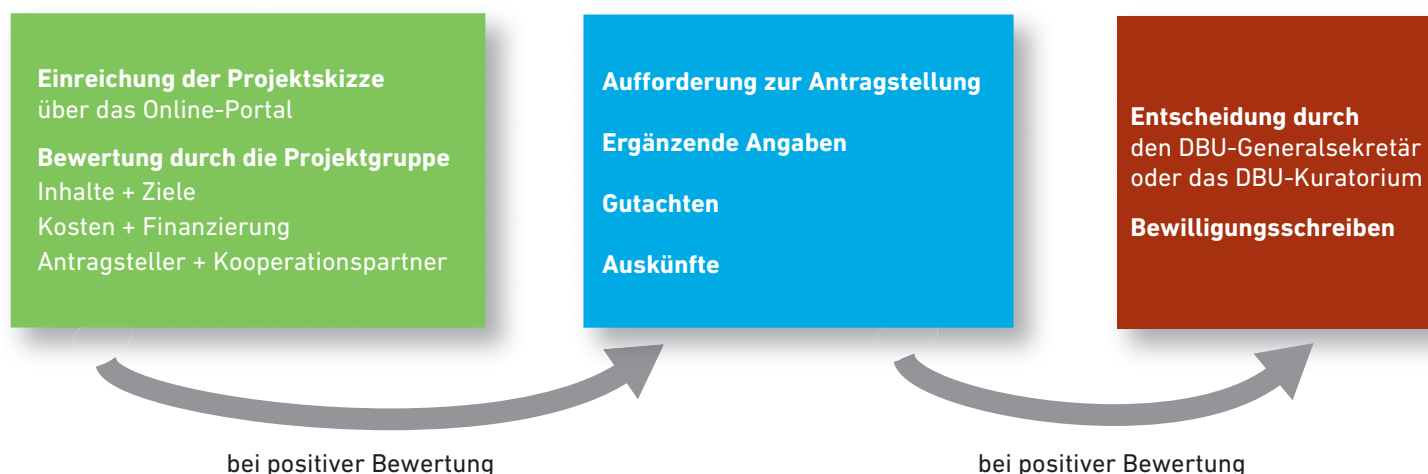 Einreichung der Projektskizze
über das Online-Portal
Bewertung durch die Projektgruppe
Inhalte + Ziele
Kosten + Finanzierung
Antragsteller + Kooperationspartner
Aufforderung zur Antragstellung
Ergänzende Angaben
Gutachten
Auskünfte
Entscheidung durch
den DBU-Generalsekretär
oder das DBU-Kuratorium
Bewilligungsschreiben
bei positiver Bewertung
bei positiver Bewertung